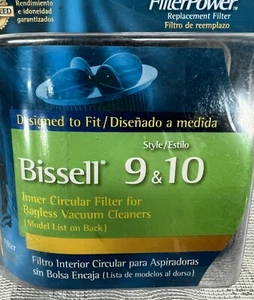 Rendimiento
e idoneidad
garantizados
FilterPower
Replacement Filter
Filtro de reemplazo
Designed to Fit/Diseñado a medida
Style/Estilo
Bissell® 9 & 10
Inner Circular Filter for
Bagless Vacuum Cleaners
(Model List on Back)
Filtro Interior Circular para Aspiradoras
sin Bolsa Encaja (Lista de modelos al dorso)